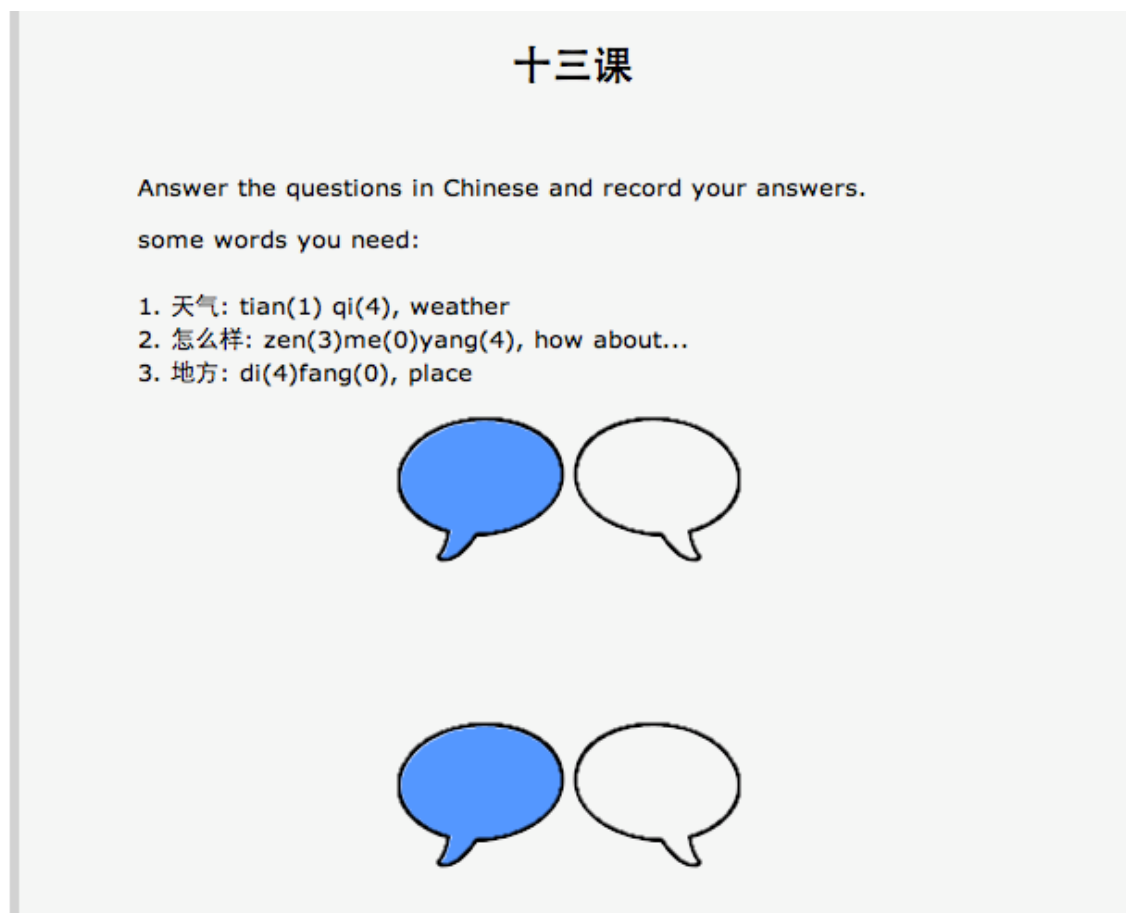 十三课
Answer the questions in Chinese and record your answers.
some words you need:
1. 天气: tian(1) qi(4), weather
2. 怎么样: zen(3)me(0)yang(4), how about...
3. 地方: di(4)fang(0), place